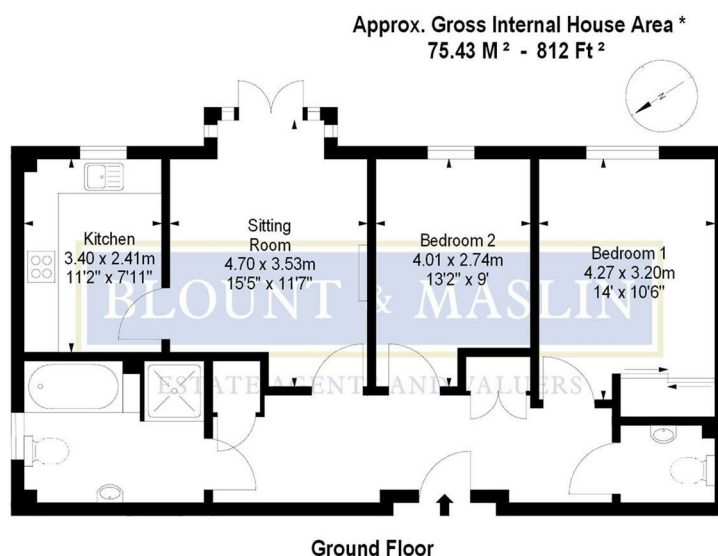 Approx. Gross Internal House Area *
75.43 M² - 812 Ft²
N
Kitchen
3.40 x 2.41m
11'2" x 7'11"
Sitting
Room
4.70 x 3.53m
15'5" x 11'7"
Bedroom 2
4.01 x 2.74m
13'2" x 9'
Bedroom 1
4.27 x 3.20m
14' x 10'6"
BLOUNT & MASLIN
ESTATE AGENTS AND VALUERS
Ground Floor